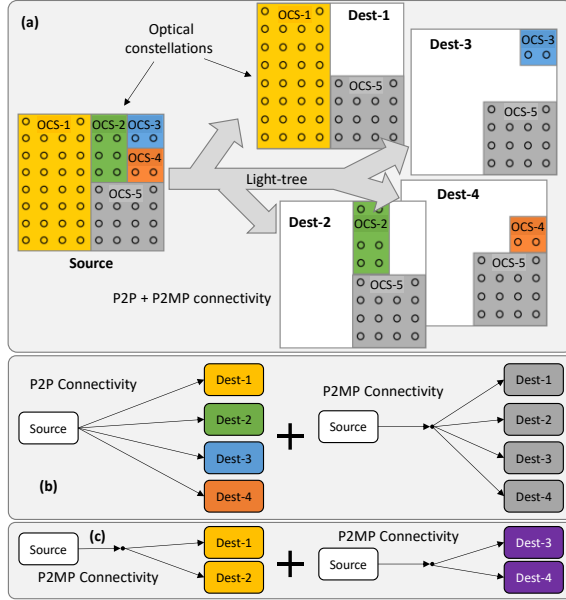 (a)
Optical
constellations
OCS-1
Dest-1
OCS-5
Dest-3
OCS-3
OCS-5
OCS-1
OCS-2
OCS-3
OCS-4
OCS-5
Source
Light-tree
Dest-2
OCS-2
OCS-5
Dest-4
OCS-4
OCS-5
P2P + P2MP connectivity
P2P Connectivity
Source
Dest-1
Dest-2
Dest-3
Dest-4
(b)
+
P2MP Connectivity
Source
Dest-1
Dest-2
Dest-3
Dest-4
(c)
Source
P2MP Connectivity
Dest-1
Dest-2
+
P2MP Connectivity
Source
Dest-3
Dest-4